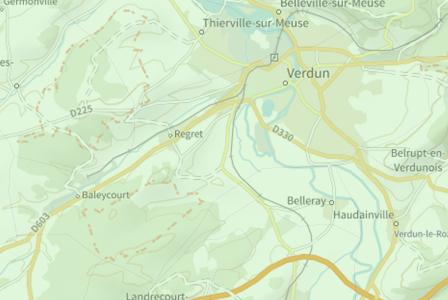 Germonville
Belleville-sur-Meuse
Thierville-sur-Meuse
es-
Verdun
D225
Regret
D330
Belrupt-en-
Verdunois
Baleycourt
Belleray
Haudainville
D603
Verdun-le-Ro
Landrecourt-